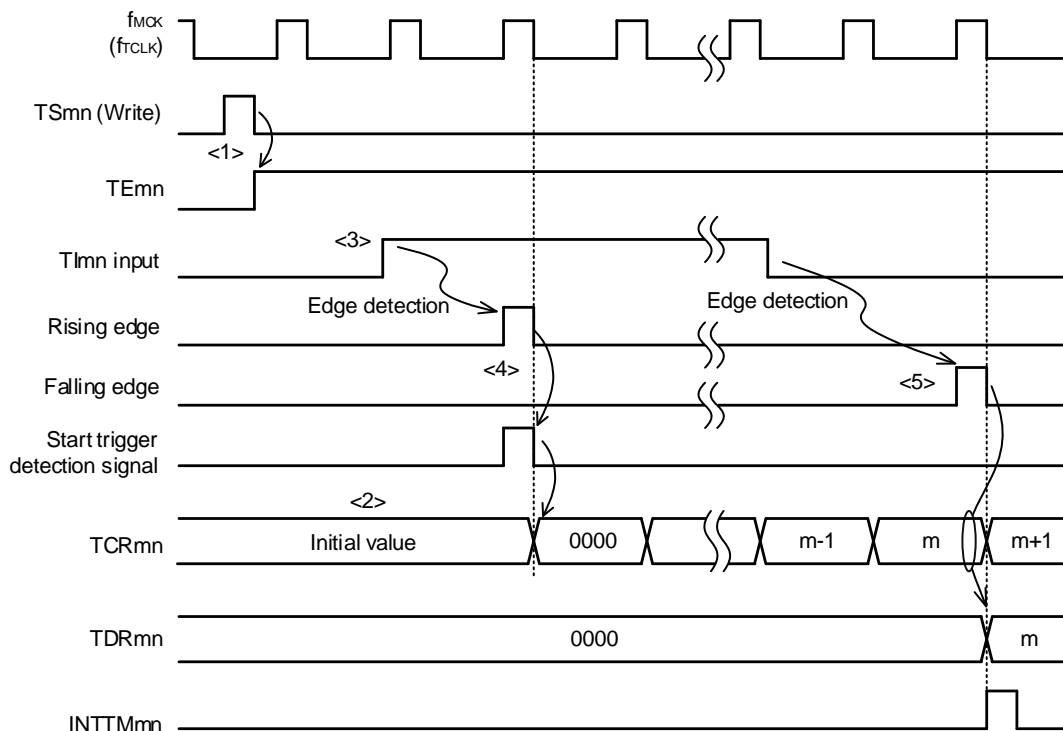 fMCK
(fTCLK)
TSmn (Write)
<1>
TEmn
<3>
TImn input
Edge detection
Edge detection
Rising edge
<4>
<5>
Falling edge
Start trigger
detection signal
<2>
TCRmn
Initial value
0000
m-1
m
m+1
TDRmn
0000
m
INTTMmn